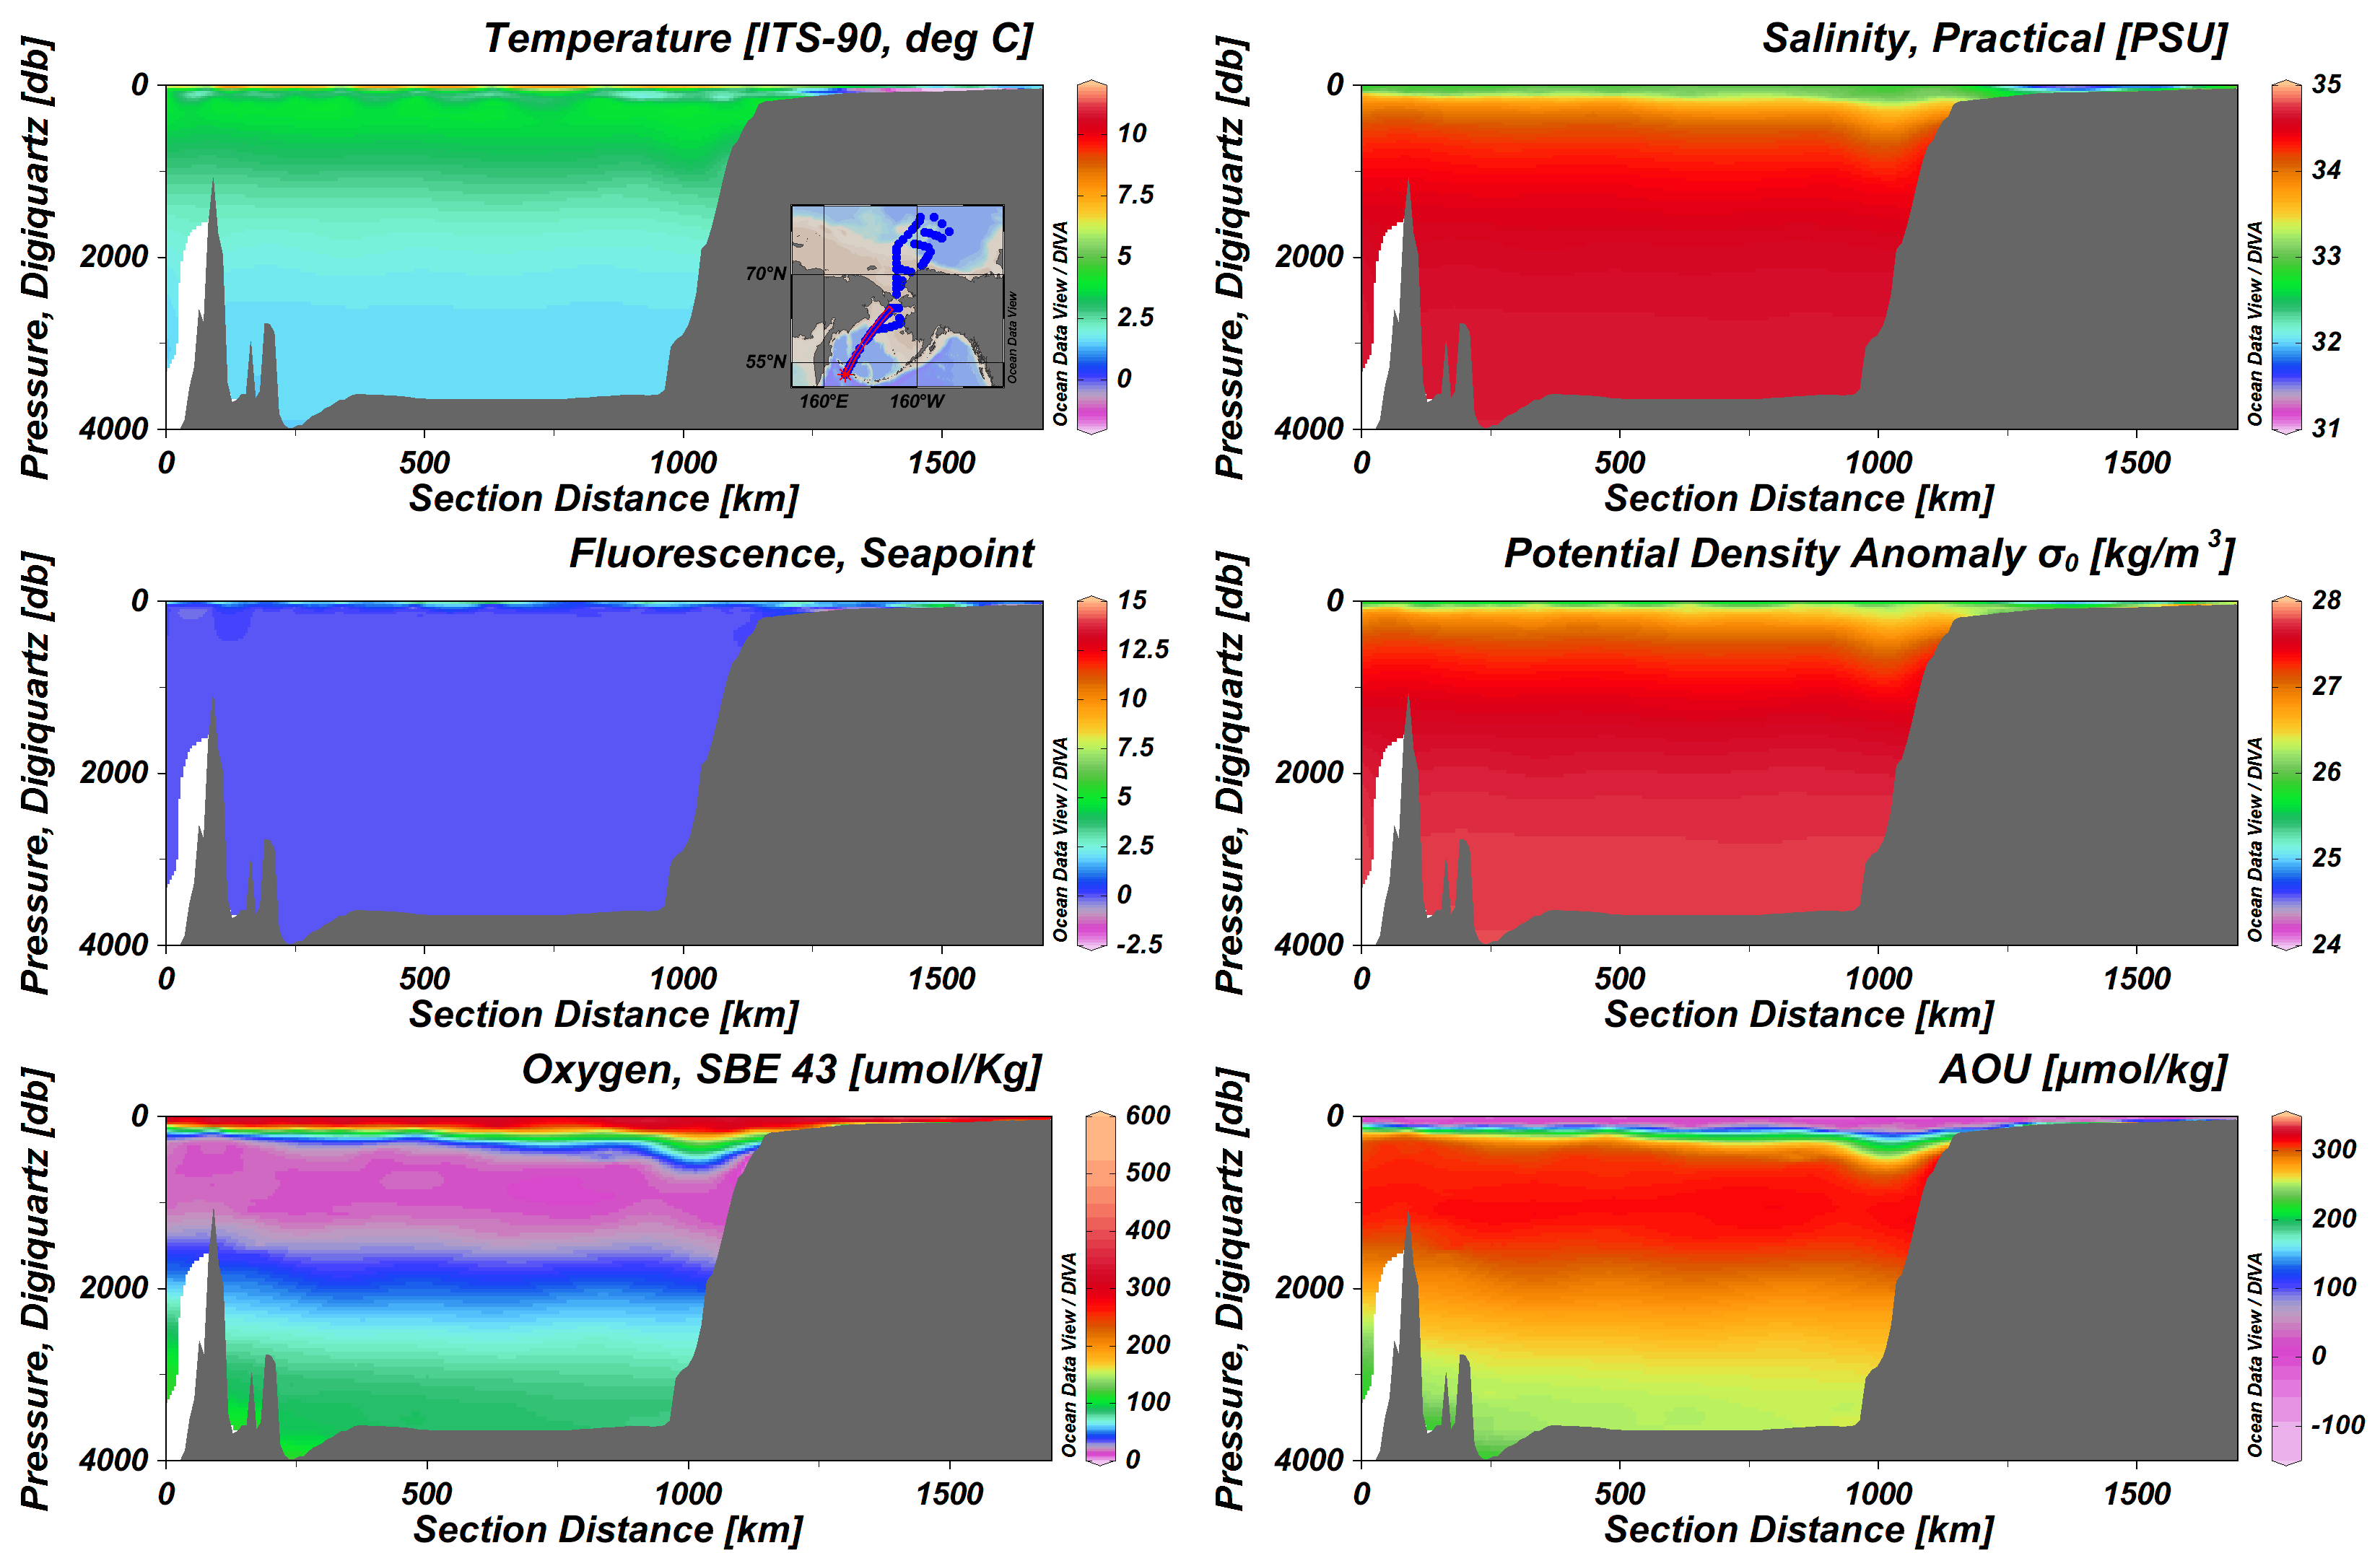 Temperature [ITS-90, deg C]
Pressure, Digiquartz [db]
0
2000
4000
0
500
1000
1500
Section Distance [km]
10
7.5
5
2.5
0
Ocean Data View / DIVA
70°N
55°N
160°E
160°W
Ocean Data View
Salinity, Practical [PSU]
Pressure, Digiquartz [db]
0
2000
4000
0
500
1000
1500
Section Distance [km]
35
34
33
32
31
Ocean Data View / DIVA
Fluorescence, Seapoint
Pressure, Digiquartz [db]
0
2000
4000
0
500
1000
1500
Section Distance [km]
15
12.5
10
7.5
5
2.5
0
-2.5
Ocean Data View / DIVA
Potential Density Anomaly σ₀ [kg/m³]
Pressure, Digiquartz [db]
0
2000
4000
0
500
1000
1500
Section Distance [km]
28
27
26
25
24
Ocean Data View / DIVA
Oxygen, SBE 43 [umol/Kg]
Pressure, Digiquartz [db]
0
2000
4000
0
500
1000
1500
Section Distance [km]
600
500
400
300
200
100
0
Ocean Data View / DIVA
AOU [µmol/kg]
Pressure, Digiquartz [db]
0
2000
4000
0
500
1000
1500
Section Distance [km]
300
200
100
0
-100
Ocean Data View / DIVA